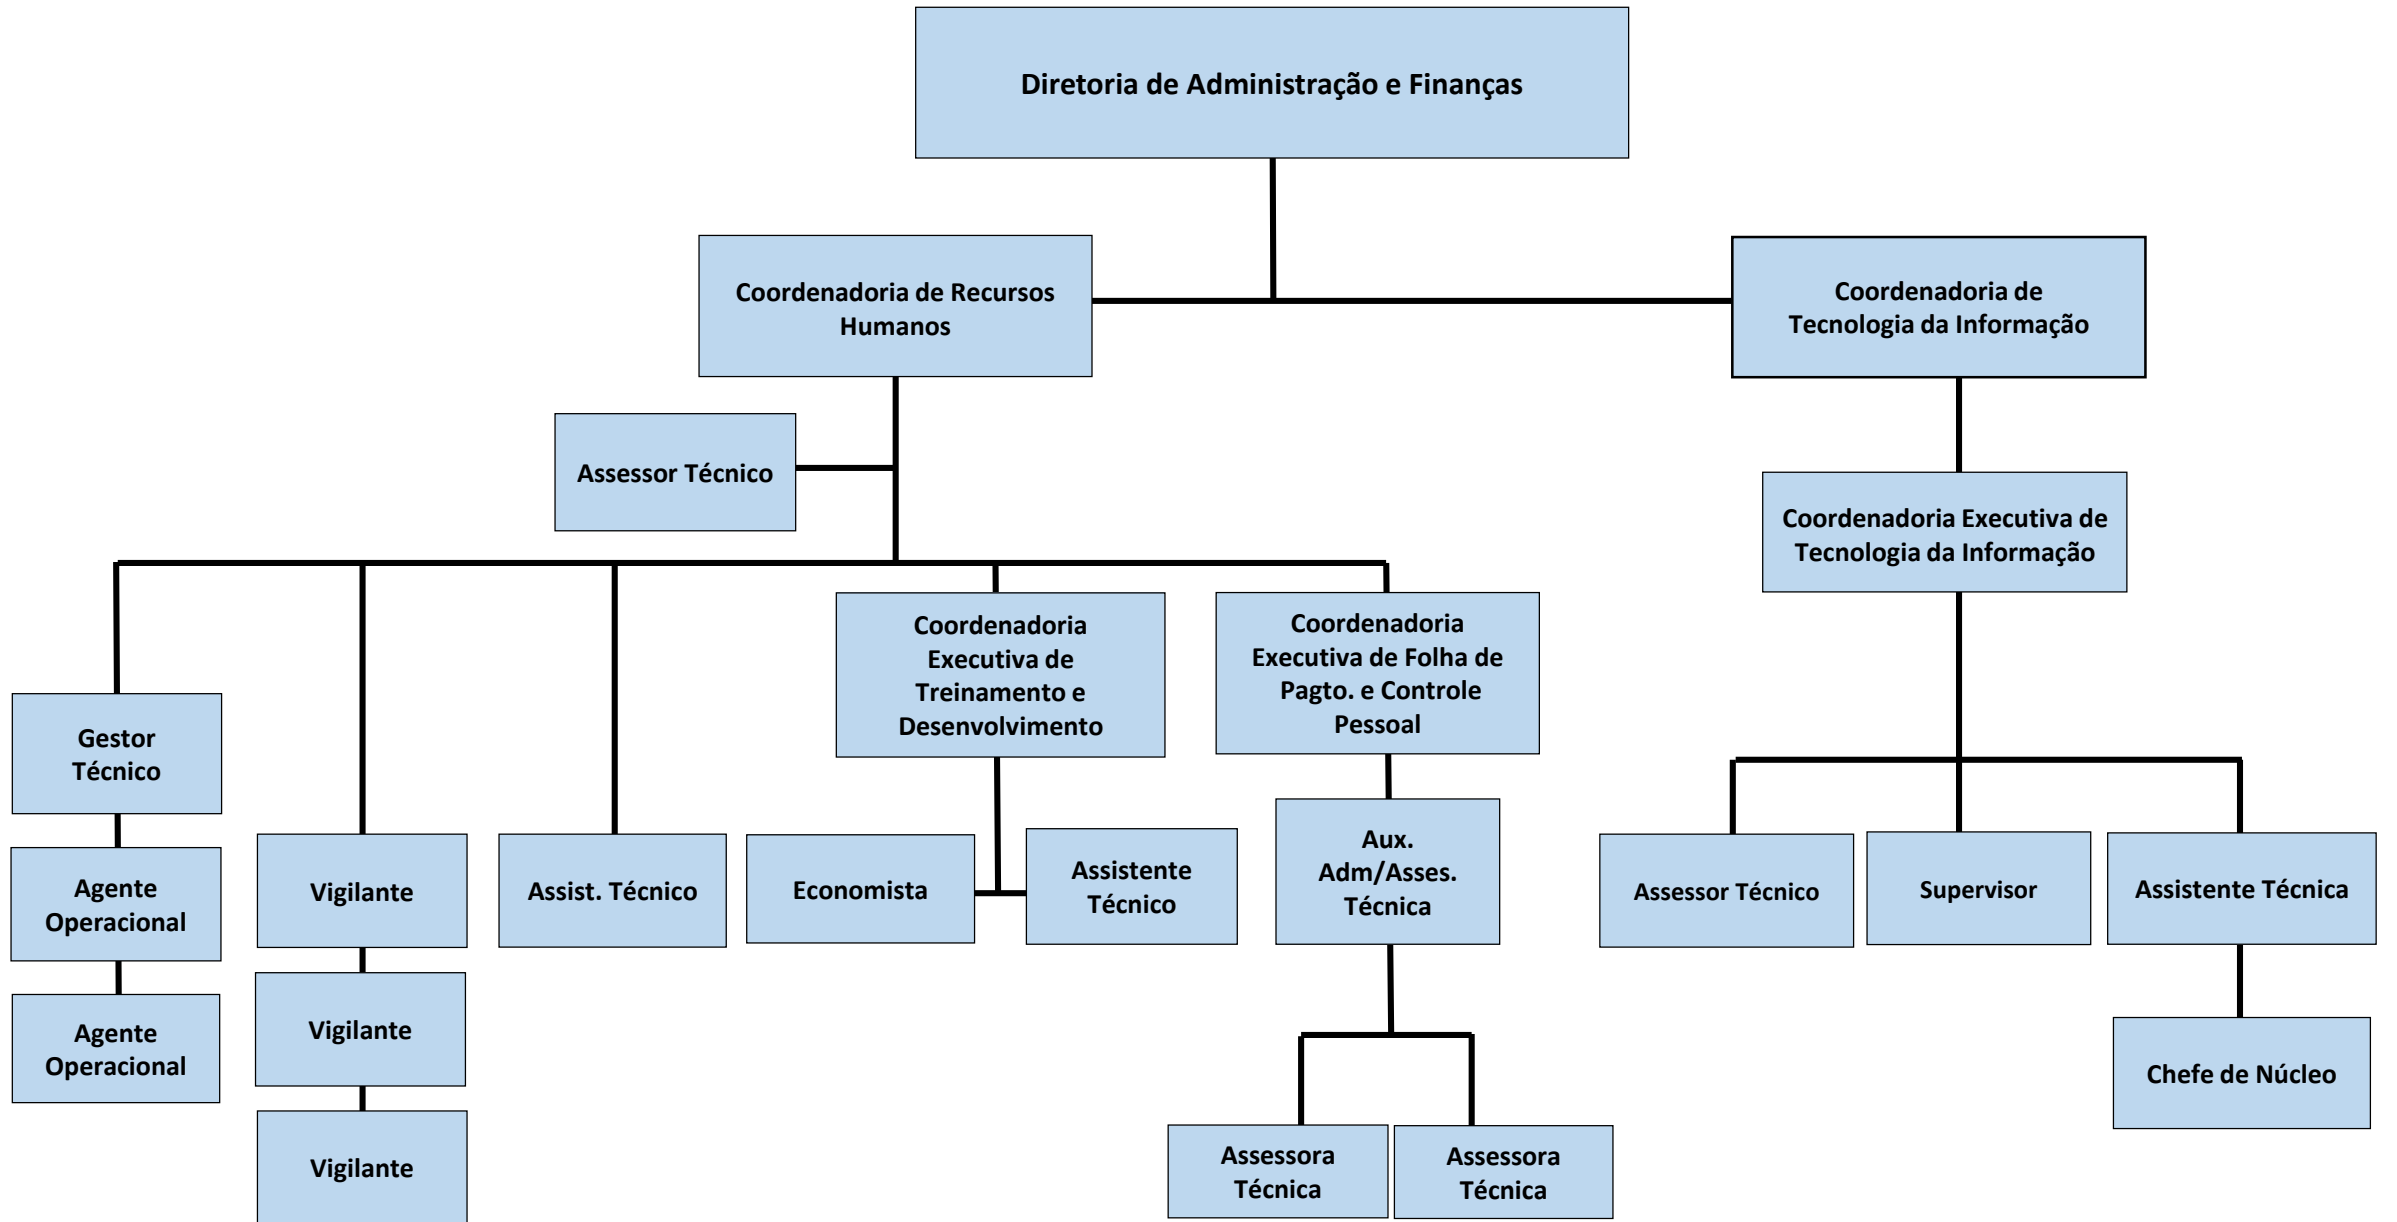 Diretoria de Administração e Finanças
Coordenadoria de Recursos
Humanos
Coordenadoria de
Tecnologia da Informação
Assessor Técnico
Coordenadoria Executiva de
Tecnologia da Informação
Coordenadoria
Executiva de
Treinamento e
Desenvolvimento
Coordenadoria
Executiva de Folha de
Pagto. e Controle
Pessoal
Gestor
Técnico
Agente
Operacional
Vigilante
Assist. Técnico
Economista
Assistente
Técnico
Aux.
Adm/Asses.
Técnica
Assessor Técnico
Supervisor
Assistente Técnica
Agente
Operacional
Vigilante
Chefe de Núcleo
Vigilante
Assessora
Técnica
Assessora
Técnica